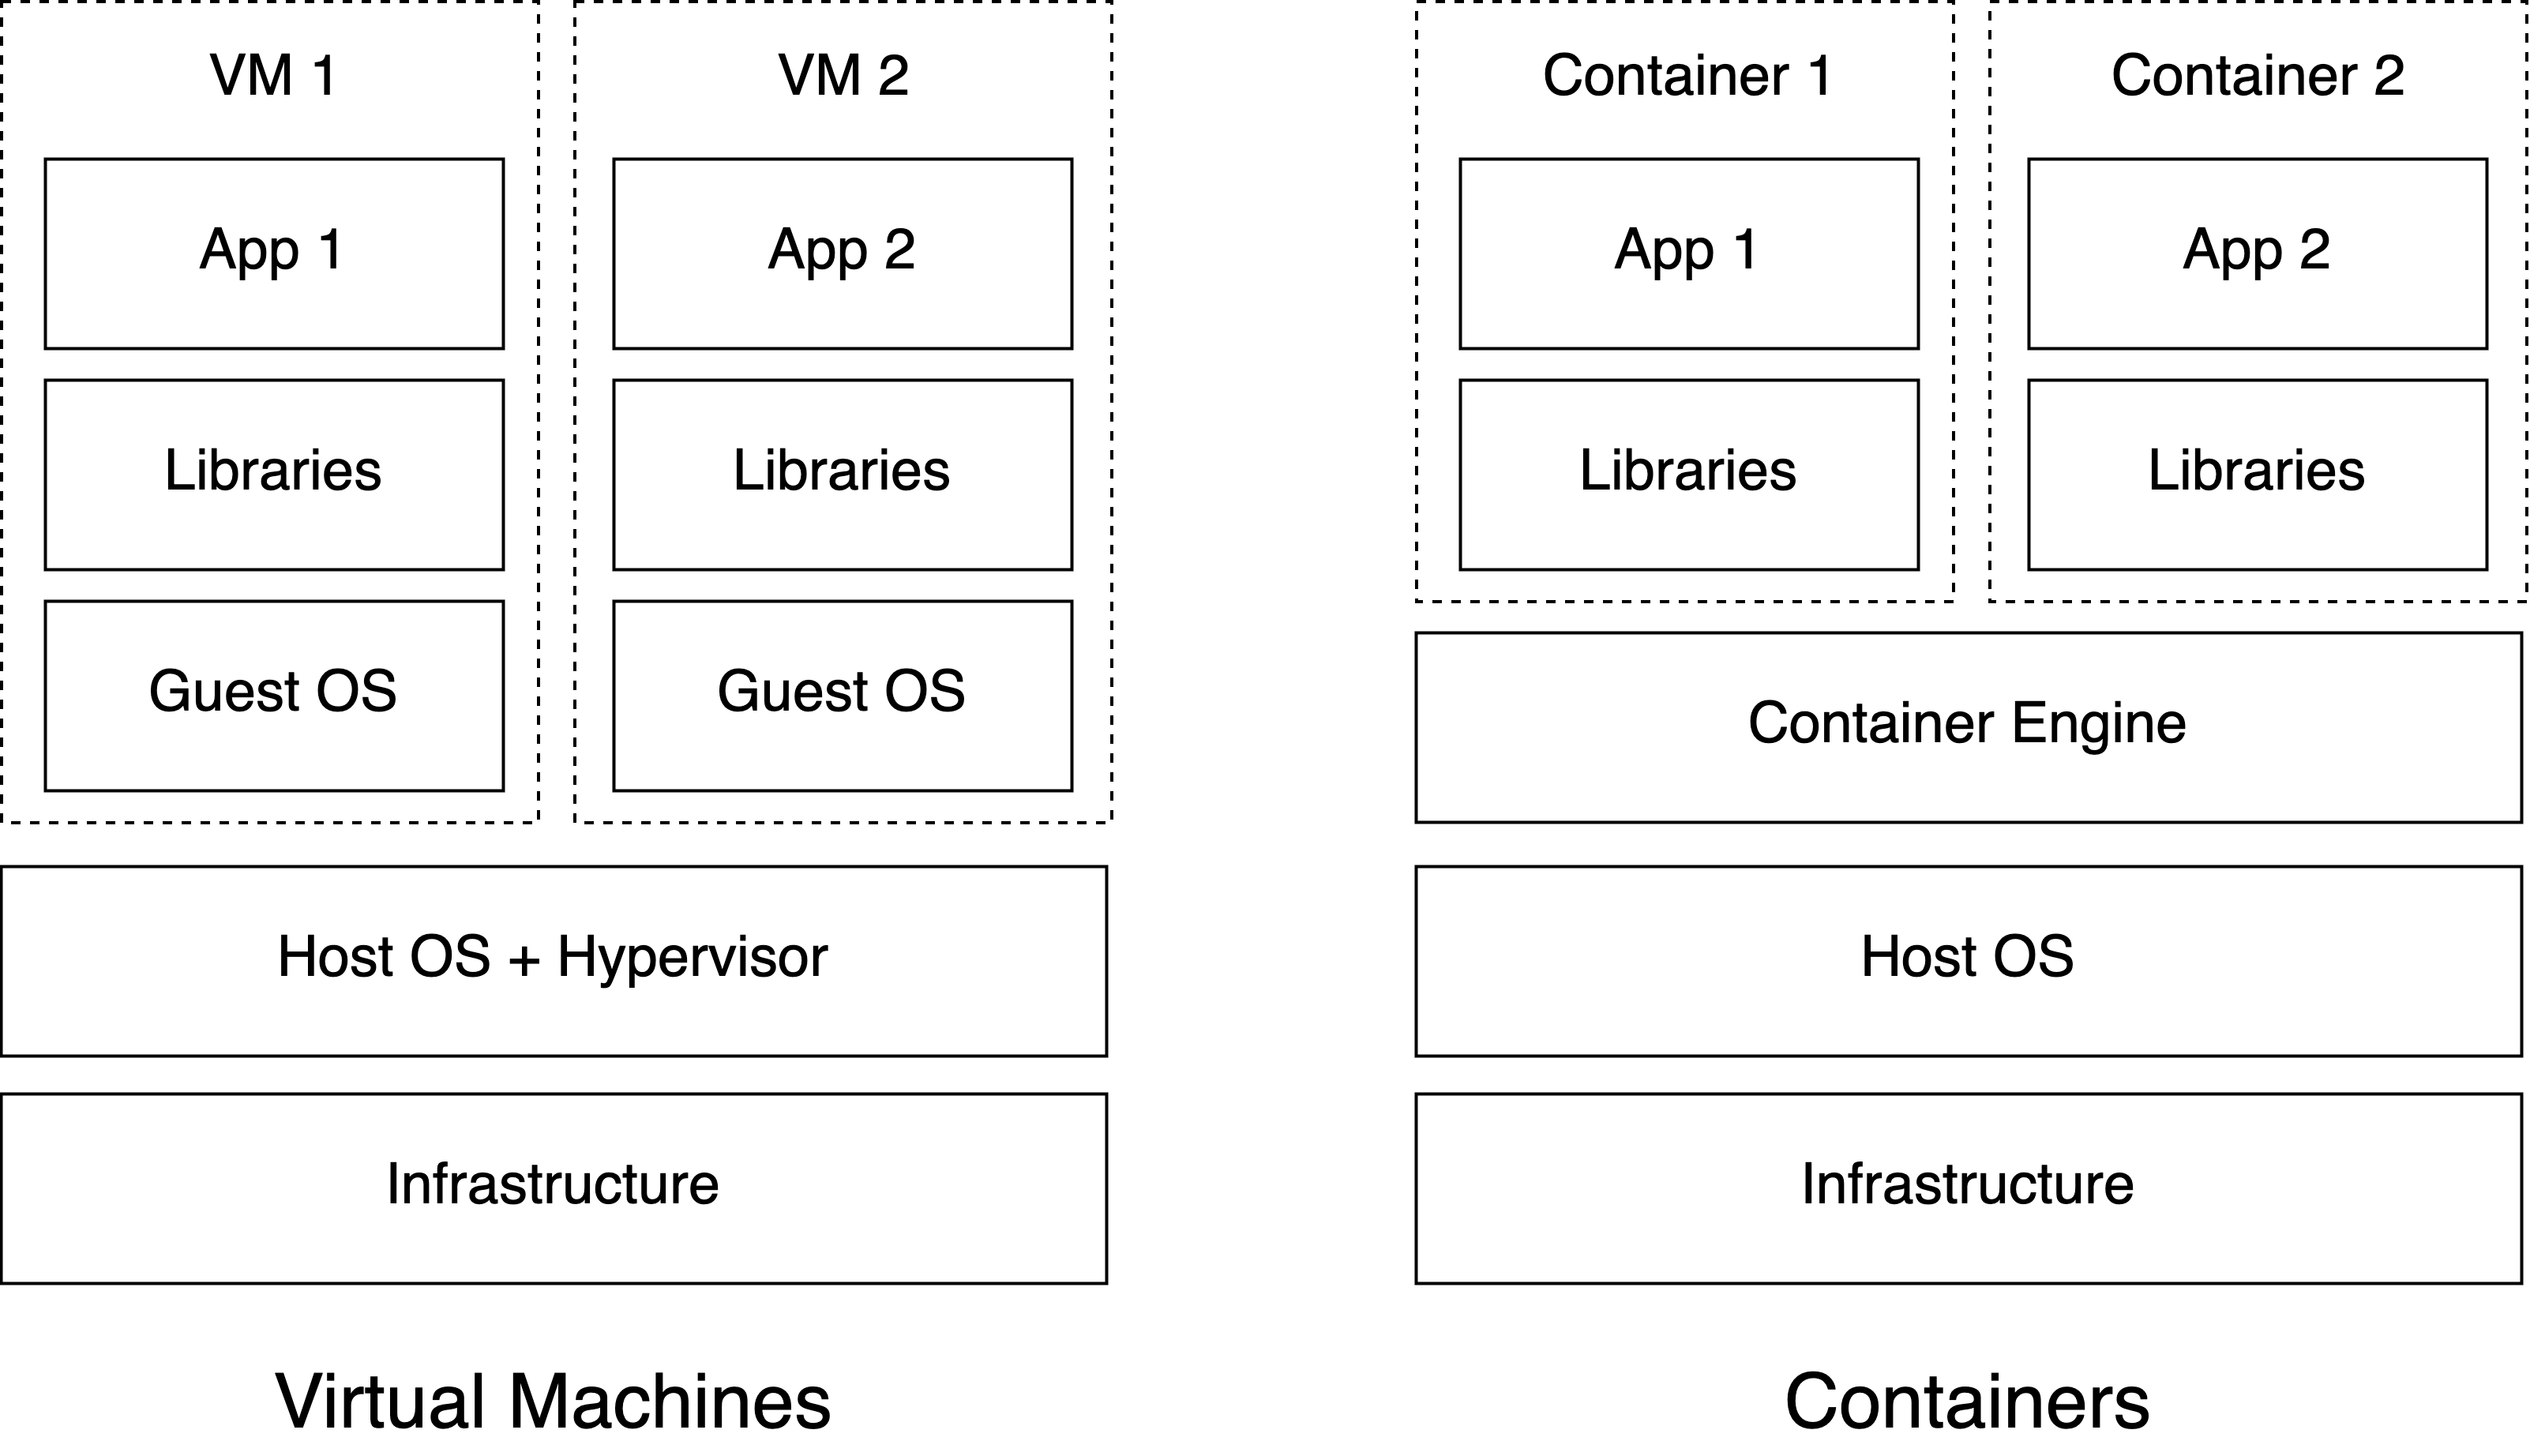 VM 1
App 1
Libraries
Guest OS
VM 2
App 2
Libraries
Guest OS
Host OS + Hypervisor
Infrastructure
Virtual Machines
Container 1
App 1
Libraries
Container 2
App 2
Libraries
Container Engine
Host OS
Infrastructure
Containers